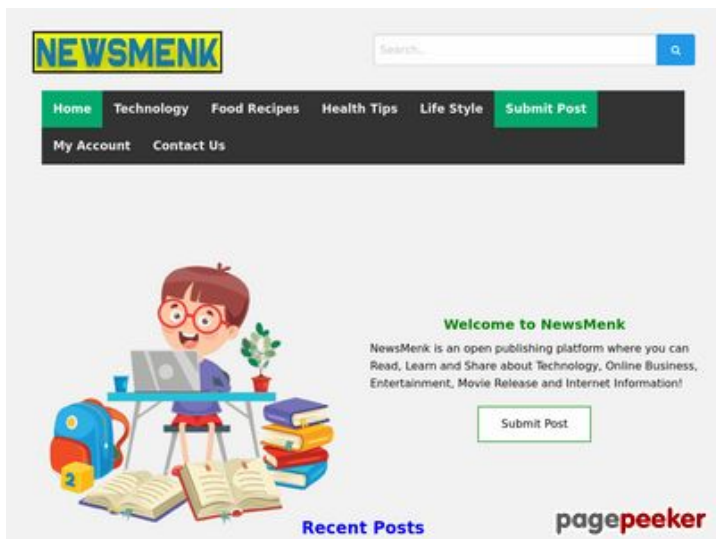 NEWSMENK
Search...
Home Technology Food Recipes Health Tips Life Style Submit Post
My Account Contact Us
Welcome to NewsMenk
NewsMenk is an open publishing platform where you can
Read, Learn and Share about Technology, Online Business,
Entertainment, Movie Release and Internet Information!
Submit Post
2
Recent Posts
pagepeeker